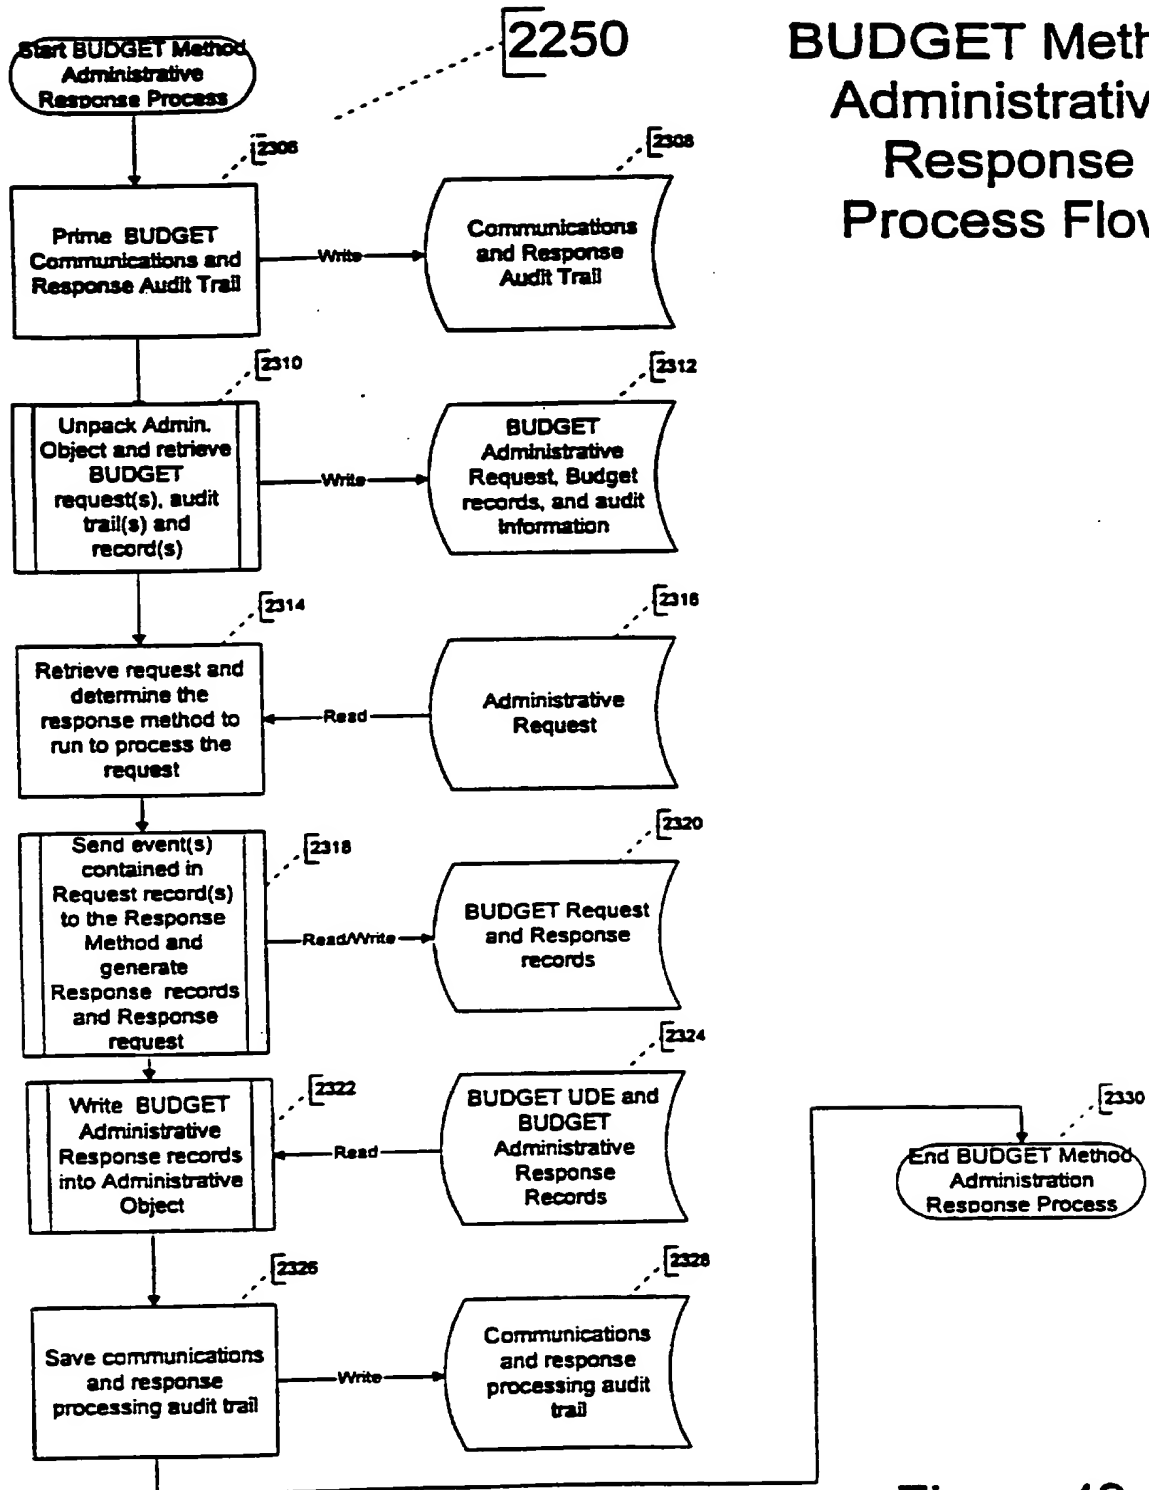 2250
BUDGET Meth
Administrativ
Response
Process Flow
Start BUDGET Method
Administrative
Response Process
2306
Prime BUDGET
Communications and
Response Audit Trail
Write
2308
Communications
and Response
Audit Trail
2310
Unpack Admin.
Object and retrieve
BUDGET
request(s), audit
trail(s) and
record(s)
Write
2312
BUDGET
Administrative
Request, Budget
records, and audit
Information
2314
Retrieve request and
determine the
response method to
run to process the
request
Read
2316
Administrative
Request
2318
Send event(s)
contained in
Request record(s)
to the Response
Method and
generate
Response records
and Response
request
Read/Write
2320
BUDGET Request
and Response
records
2322
Write BUDGET
Administrative
Response records
into Administrative
Object
Read
2324
BUDGET UDE and
BUDGET
Administrative
Response
Records
2326
Save communications
and response
processing audit trail
Write
2328
Communications
and response
processing audit
trail
2330
End BUDGET Method
Administration
Response Process